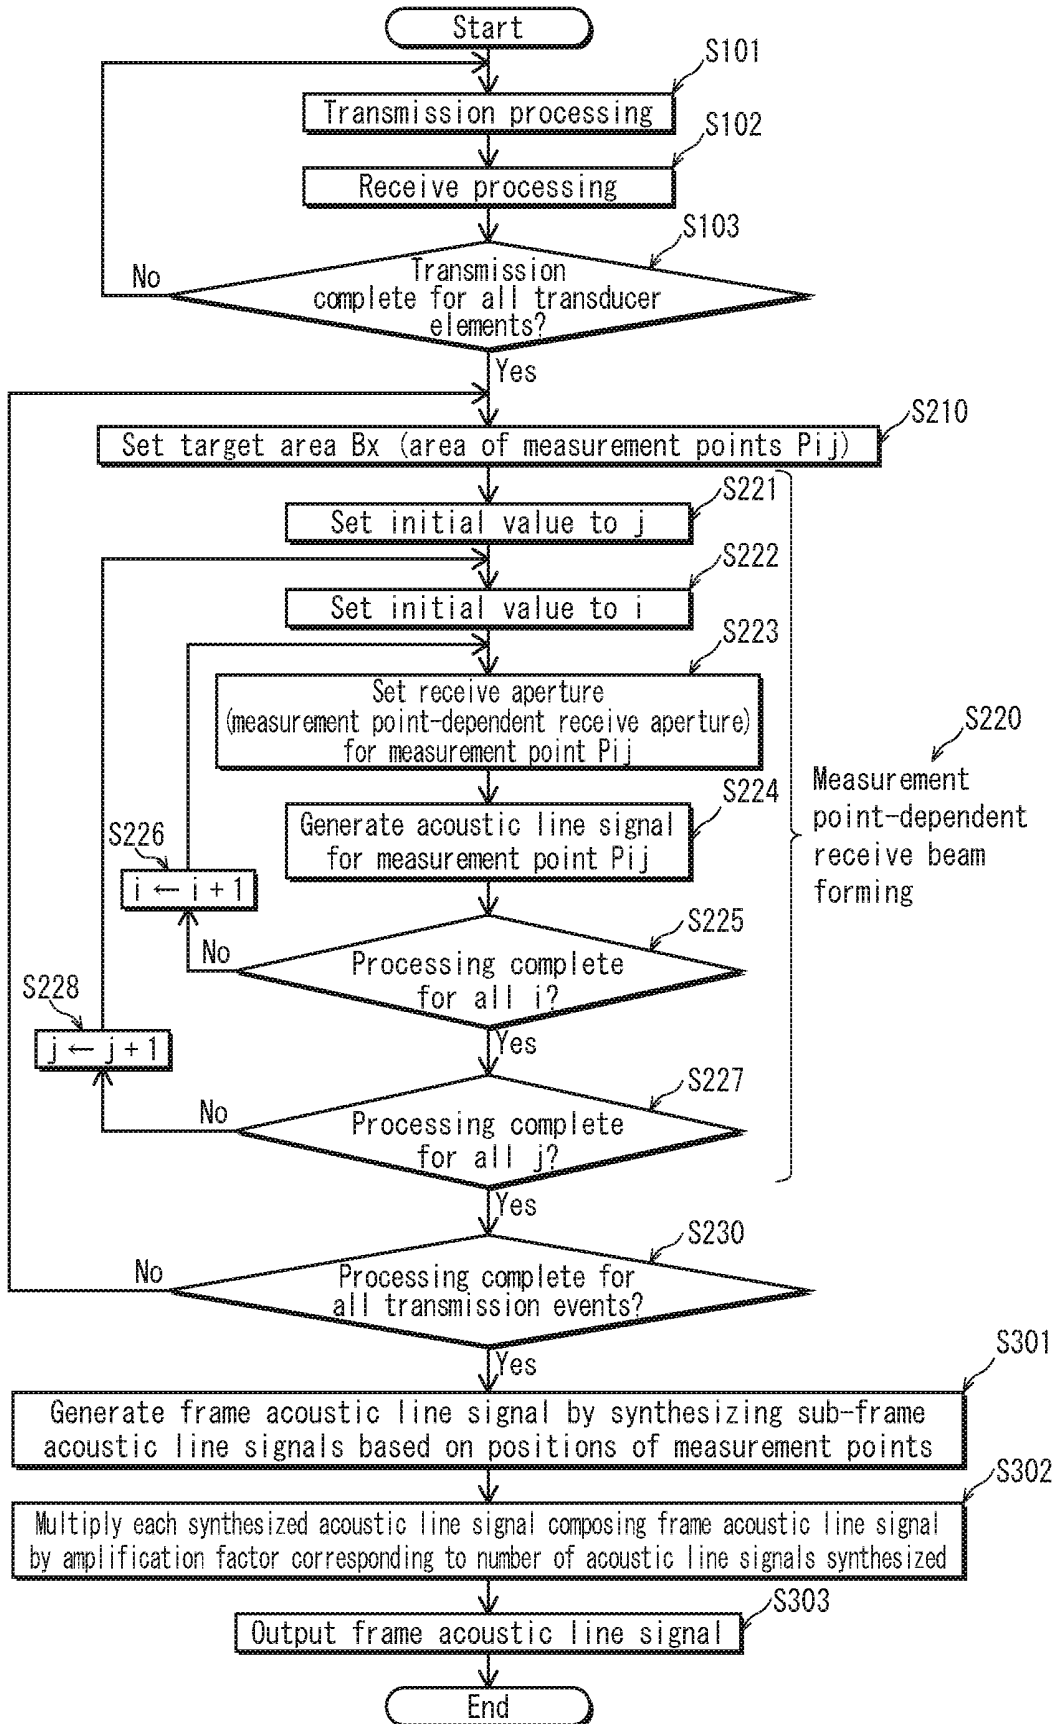 Start
S101
Transmission processing
S102
Receive processing
S103
Transmission
complete for all transducer
elements?
No
Yes
S210
Set target area Bx (area of measurement points Pij)
S221
Set initial value to j
S222
Set initial value to i
S223
Set receive aperture
(measurement point-dependent receive aperture)
for measurement point Pij
S220
Measurement
point-dependent
receive beam
forming
S224
Generate acoustic line signal
for measurement point Pij
S226
i ← i + 1
S225
No
Processing complete
for all i?
Yes
S228
j ← j + 1
S227
No
Processing complete
for all j?
Yes
S230
No
Processing complete for
all transmission events?
Yes
S301
Generate frame acoustic line signal by synthesizing sub-frame
acoustic line signals based on positions of measurement points
S302
Multiply each synthesized acoustic line signal composing frame acoustic line signal
by amplification factor corresponding to number of acoustic line signals synthesized
S303
Output frame acoustic line signal
End